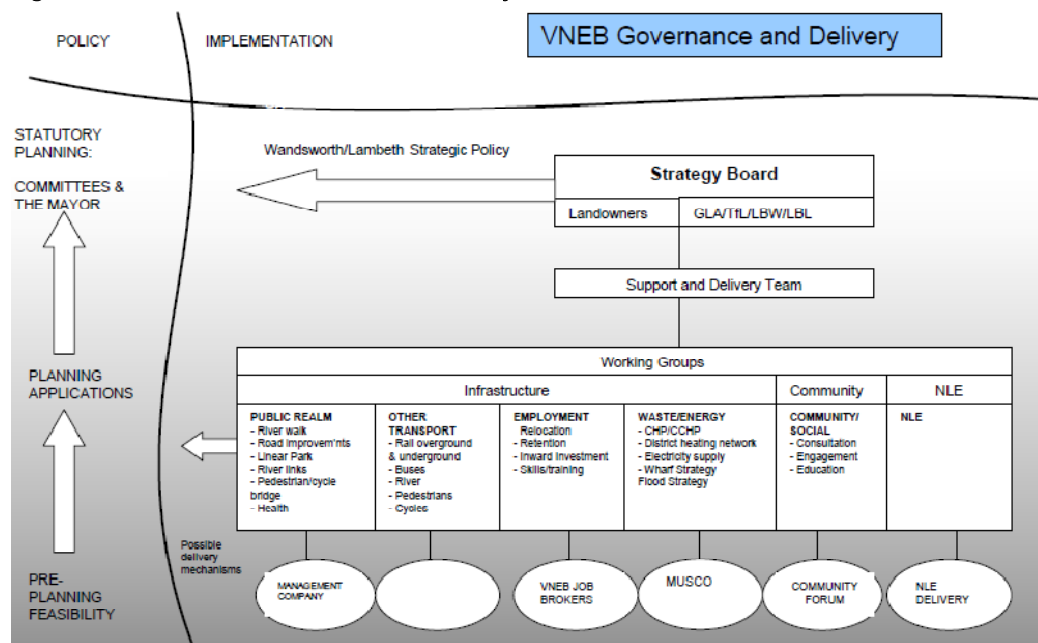 POLICY
IMPLEMENTATION
VNEB Governance and Delivery
STATUTORY
PLANNING:
COMMITTEES &
THE MAYOR
Wandsworth/Lambeth Strategic Policy
Strategy Board
Landowners
GLA/TfL/LBW/LBL
Support and Delivery Team
PLANNING
APPLICATIONS
Working Groups
Infrastructure
Community
NLE
PUBLIC REALM
- River walk
- Road improvem'nts
- Linear Park
- River links
- Pedestrian/cycle
bridge
- Health
OTHER
TRANSPORT
- Rail overground
& underground
- Buses
- River
- Pedestrians
- Cycles
EMPLOYMENT
Relocation
- Retention
- Inward investment
- Skills/training
WASTE/ENERGY
- CHP/CCHP
- District heating network
- Electricity supply
- Wharf Strategy
Flood Strategy
COMMUNITY/
SOCIAL
- Consultation
- Engagement
- Education
NLE
Possible
delivery
mechanisms
PRE-
PLANNING
FEASIBILITY
MANAGEMENT
COMPANY
VNEB JOB
BROKERS
MUSCO
COMMUNITY
FORUM
NLE
DELIVERY